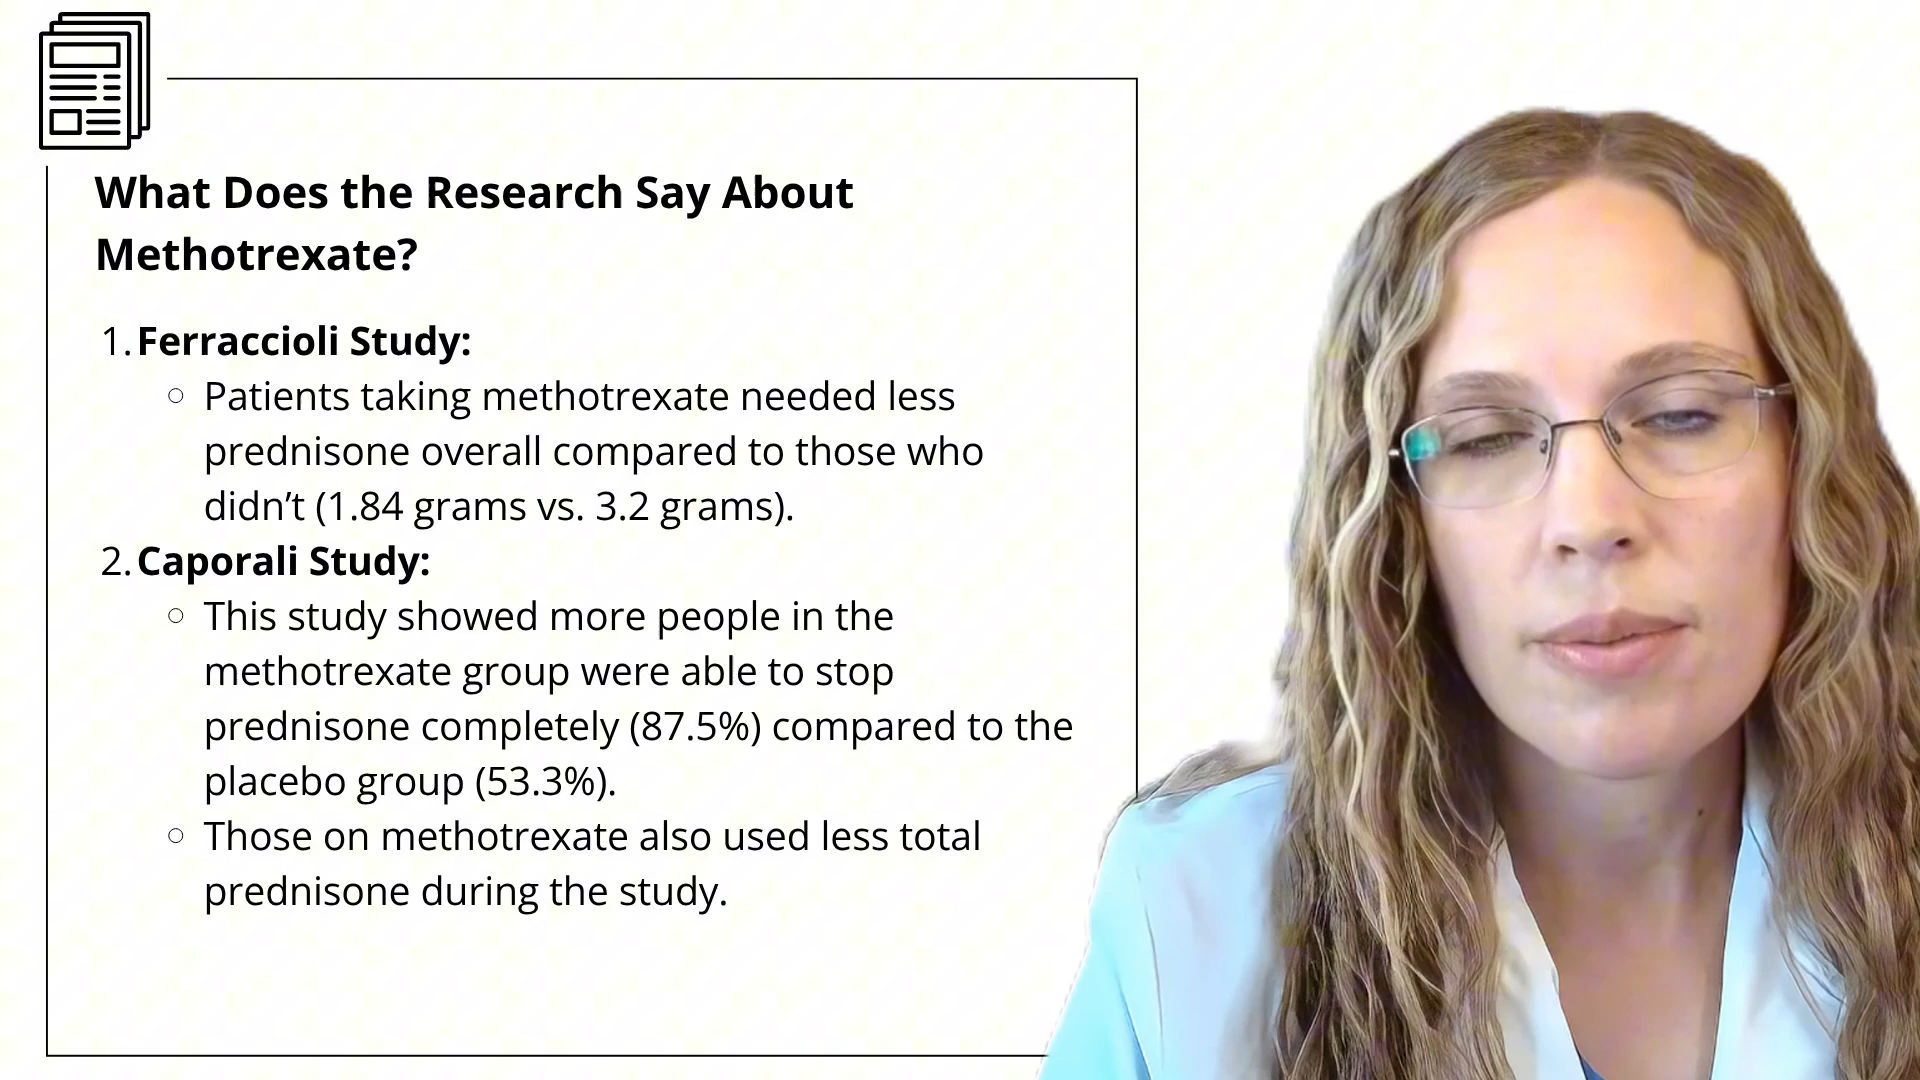 What Does the Research Say About
Methotrexate?
1. Ferraccioli Study:
○ Patients taking methotrexate needed less
prednisone overall compared to those who
didn’t (1.84 grams vs. 3.2 grams).
2. Caporali Study:
○ This study showed more people in the
methotrexate group were able to stop
prednisone completely (87.5%) compared to the
placebo group (53.3%).
○ Those on methotrexate also used less total
prednisone during the study.